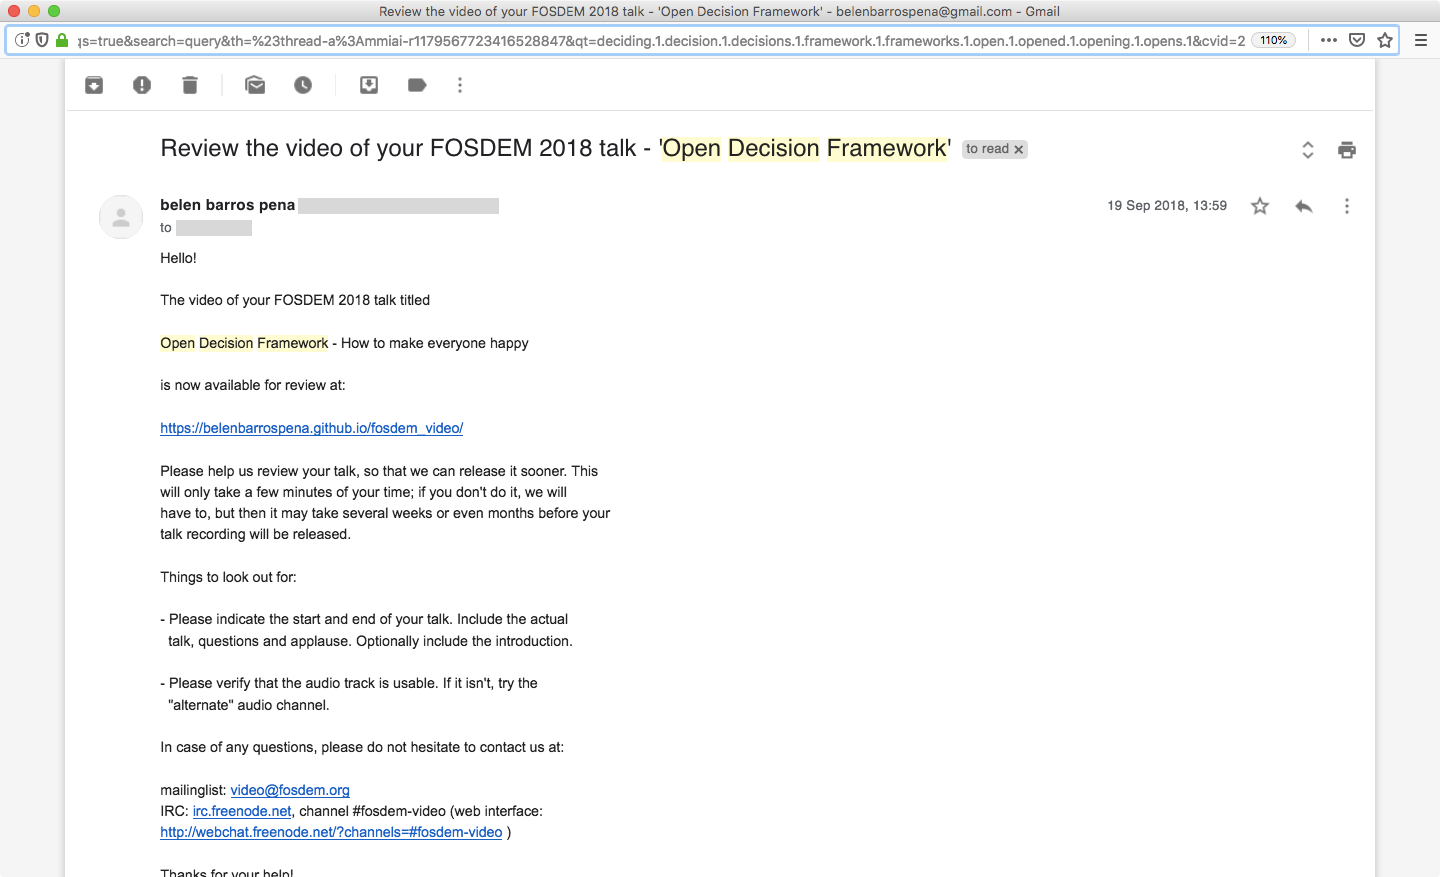 Review the video of your FOSDEM 2018 talk - 'Open Decision Framework' - belenbarrospena@gmail.com - Gmail
qs=true&search=query&th=%23thread-a%3Ammiai-r1179567723416528847&qt=deciding.1.decision.1.decisions.1.framework.1.frameworks.1.open.1.opened.1.opening.1.opens.1&cvid=2 110%
Review the video of your FOSDEM 2018 talk - 'Open Decision Framework' to read
belen barros pena 19 Sep 2018, 13:59
to
Hello!
The video of your FOSDEM 2018 talk titled
Open Decision Framework - How to make everyone happy
is now available for review at:
https://belenbarrospena.github.io/fosdem_video/
Please help us review your talk, so that we can release it sooner. This
will only take a few minutes of your time; if you don't do it, we will
have to, but then it may take several weeks or even months before your
talk recording will be released.
Things to look out for:
- Please indicate the start and end of your talk. Include the actual
talk, questions and applause. Optionally include the introduction.
- Please verify that the audio track is usable. If it isn't, try the
"alternate" audio channel.
In case of any questions, please do not hesitate to contact us at:
mailinglist: video@fosdem.org
IRC: irc.freenode.net, channel #fosdem-video (web interface:
http://webchat.freenode.net/?channels=#fosdem-video )
Thanks for your help!